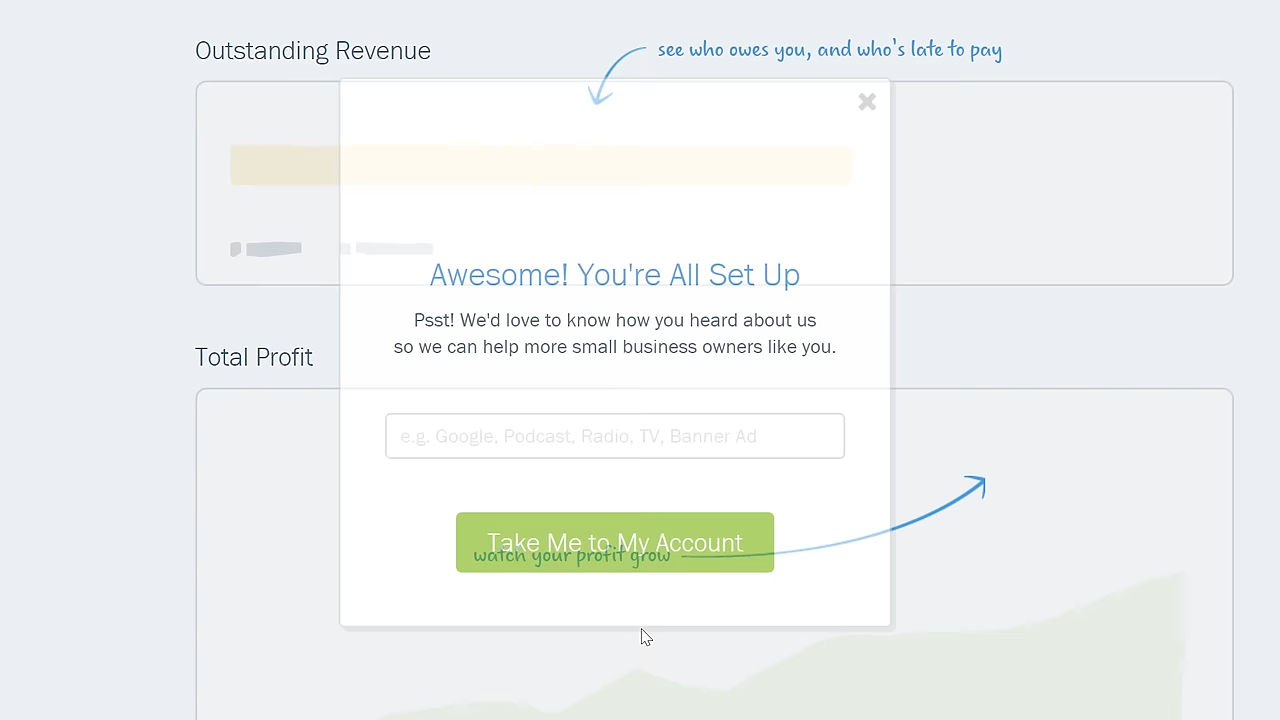 Outstanding Revenue
see who owes you, and who's late to pay
Awesome! You're All Set Up
Psst! We'd love to know how you heard about us
so we can help more small business owners like you.
Total Profit
e.g. Google, Podcast, Radio, TV, Banner Ad
Take Me to My Account
watch your profit grow